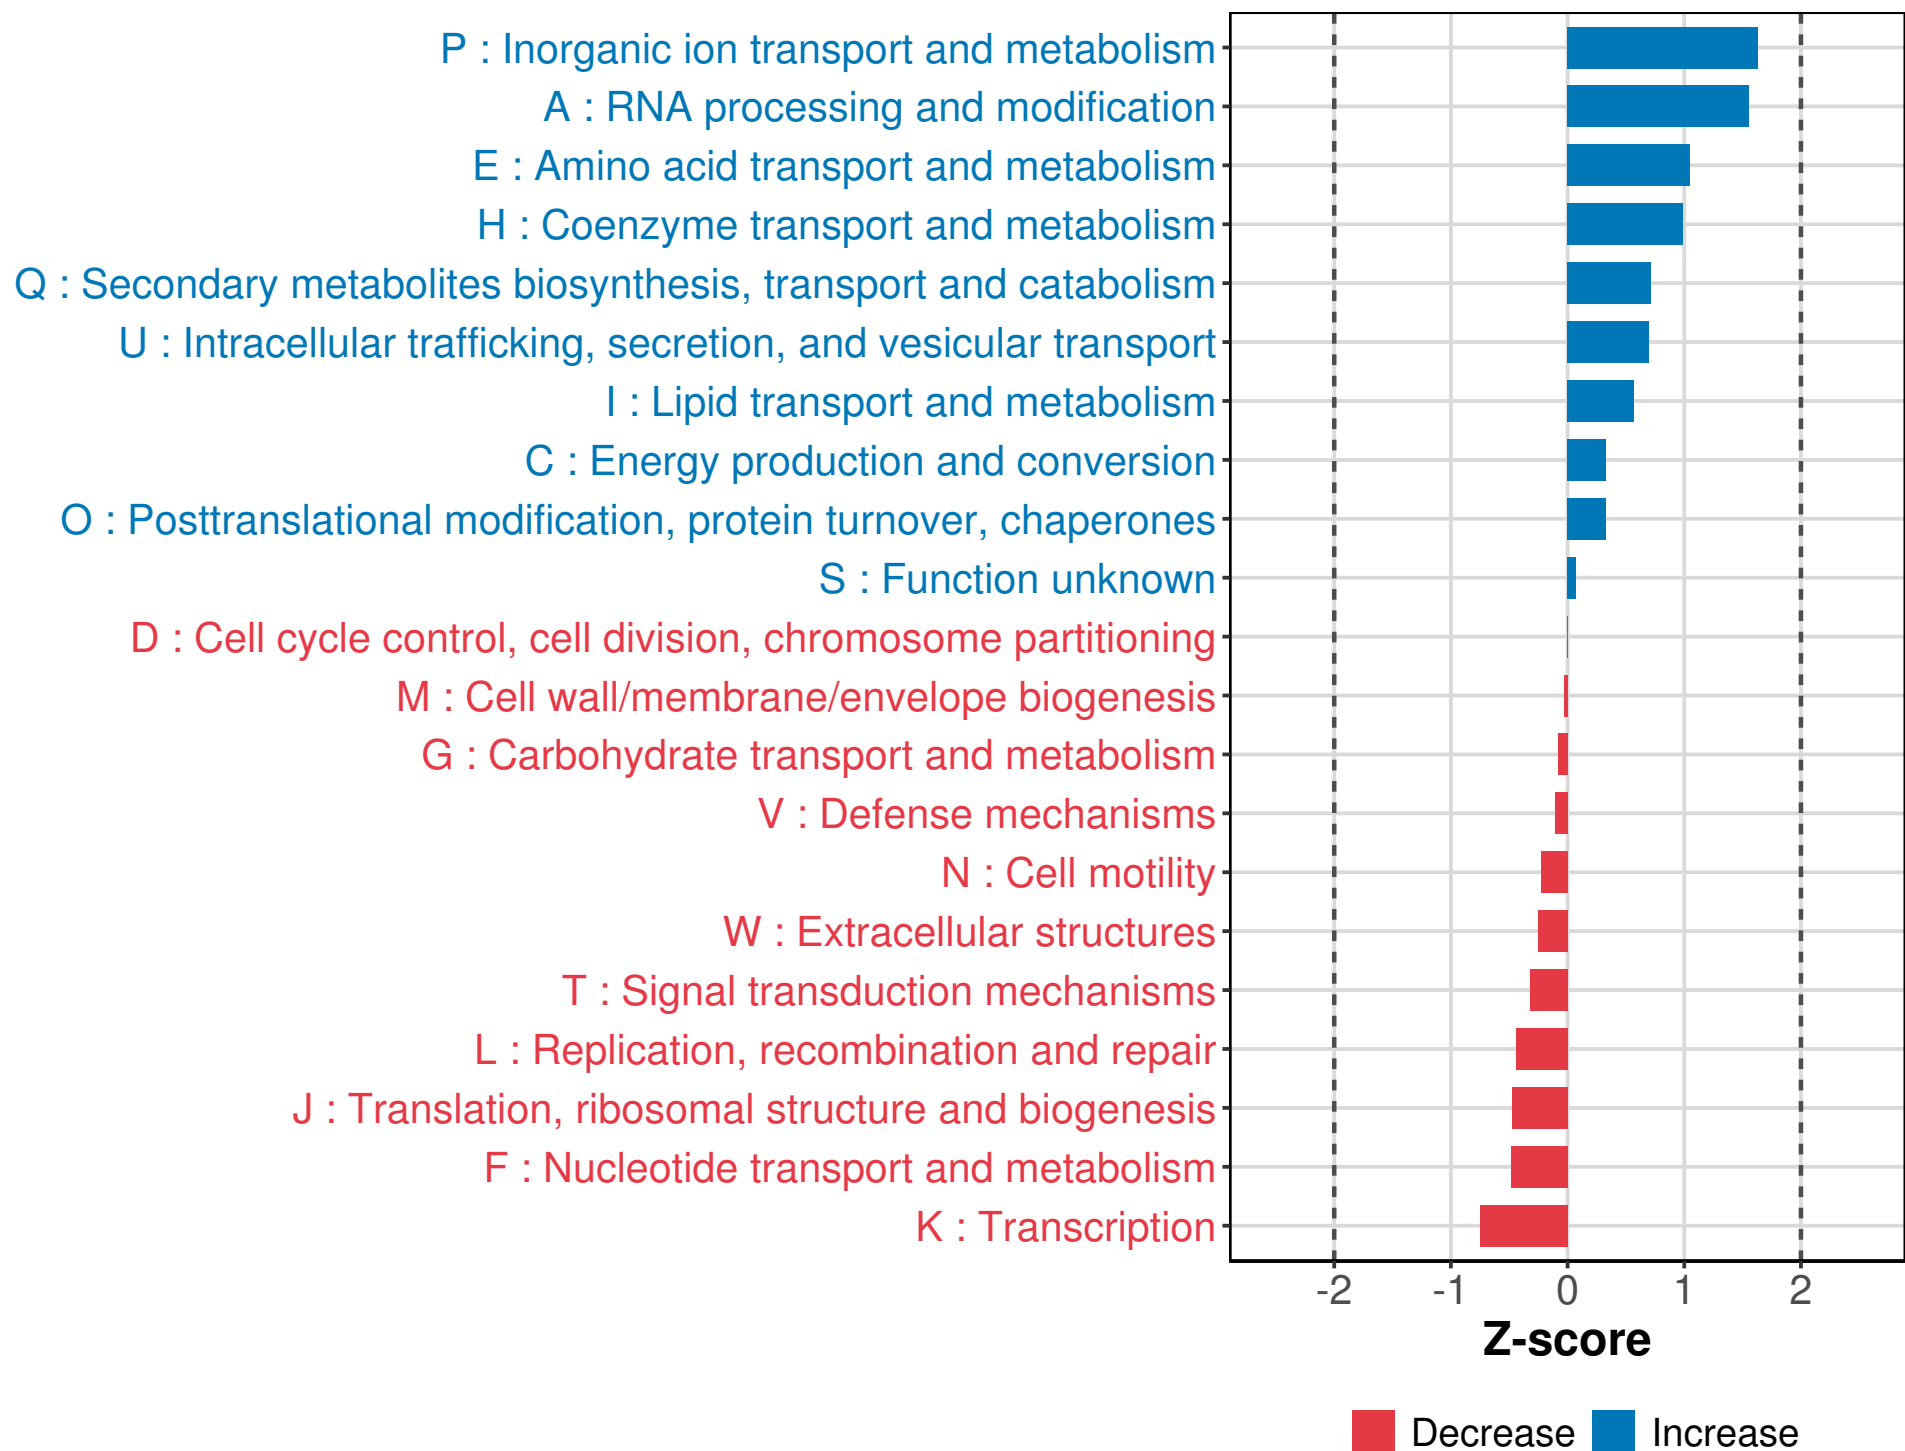 P : Inorganic ion transport and metabolism
A : RNA processing and modification
E : Amino acid transport and metabolism
H : Coenzyme transport and metabolism
Q : Secondary metabolites biosynthesis, transport and catabolism
U : Intracellular trafficking, secretion, and vesicular transport
I : Lipid transport and metabolism
C : Energy production and conversion
O : Posttranslational modification, protein turnover, chaperones
S : Function unknown
D : Cell cycle control, cell division, chromosome partitioning
M : Cell wall/membrane/envelope biogenesis
G : Carbohydrate transport and metabolism
V : Defense mechanisms
N : Cell motility
W : Extracellular structures
T : Signal transduction mechanisms
L : Replication, recombination and repair
J : Translation, ribosomal structure and biogenesis
F : Nucleotide transport and metabolism
K : Transcription
-2 -1 0 1 2
Z-score
Decrease Increase